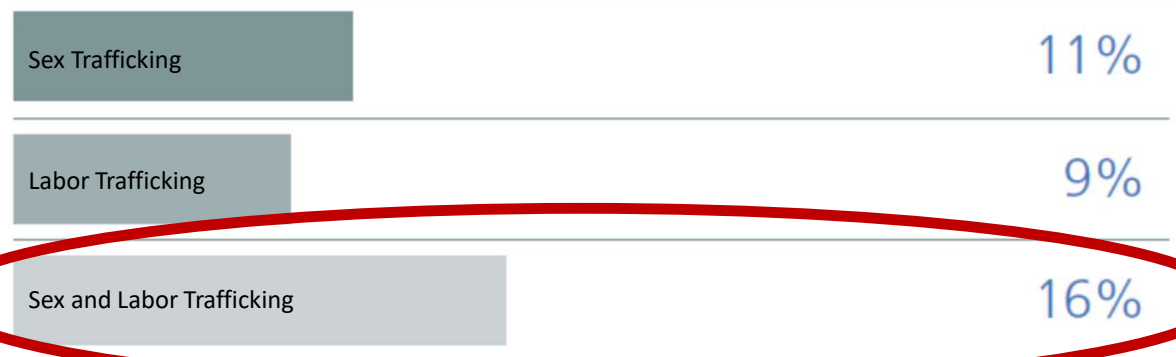 Sex Trafficking 11%
Labor Trafficking 9%
Sex and Labor Trafficking 16%